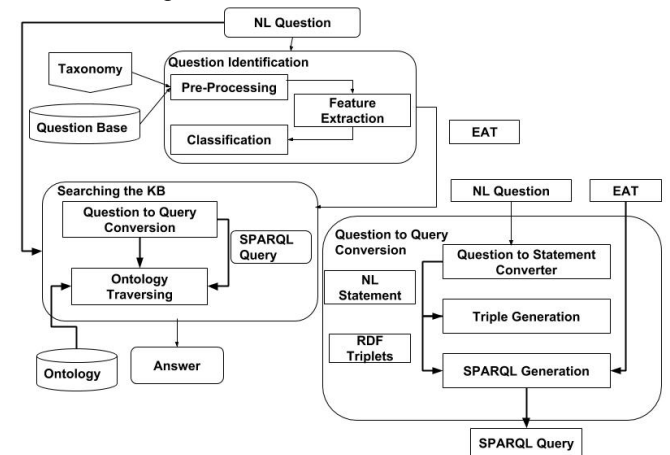 NL Question
Question Identification
Taxonomy
Pre-Processing
Feature
Extraction
Question Base
Classification
EAT
Searching the KB
Question to Query
Conversion
SPARQL
Query
Ontology
Traversing
Ontology
Answer
NL Question
EAT
Question to Query
Conversion
Question to Statement
Converter
NL
Statement
Triple Generation
RDF
Triplets
SPARQL Generation
SPARQL Query